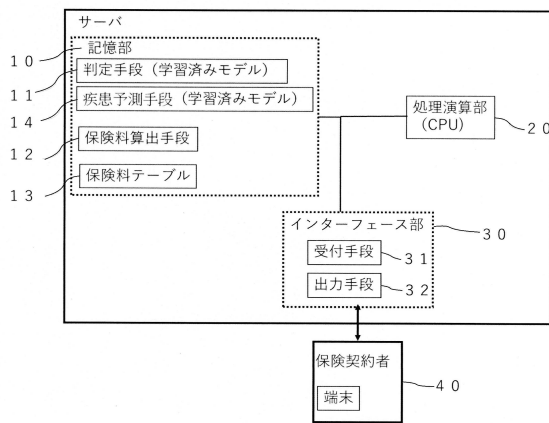 サーバ
10
記憶部
11
判定手段（学習済みモデル）
14
疾患予測手段（学習済みモデル）
12
保険料算出手段
13
保険料テーブル
処理演算部
（CPU）
20
インターフェース部
30
受付手段
31
出力手段
32
保険契約者
端末
40